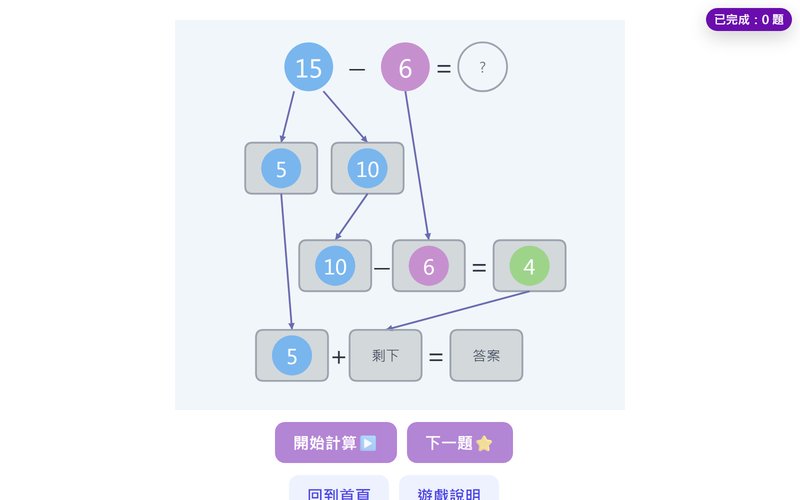 已完成：0 題
15 － 6 = ?
5 10
10 － 6 = 4
5 + 剩下 = 答案
開始計算▶️ 下一題⭐
回到首頁 遊戲說明